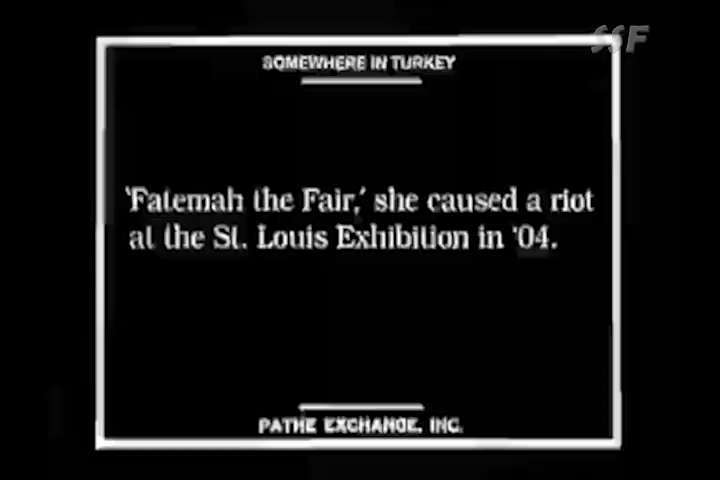 SSF
SOMEWHERE IN TURKEY
'Fatemah the Fair,' she caused a riot
at the St. Louis Exhibition in '04.
PATHE EXCHANGE, INC.